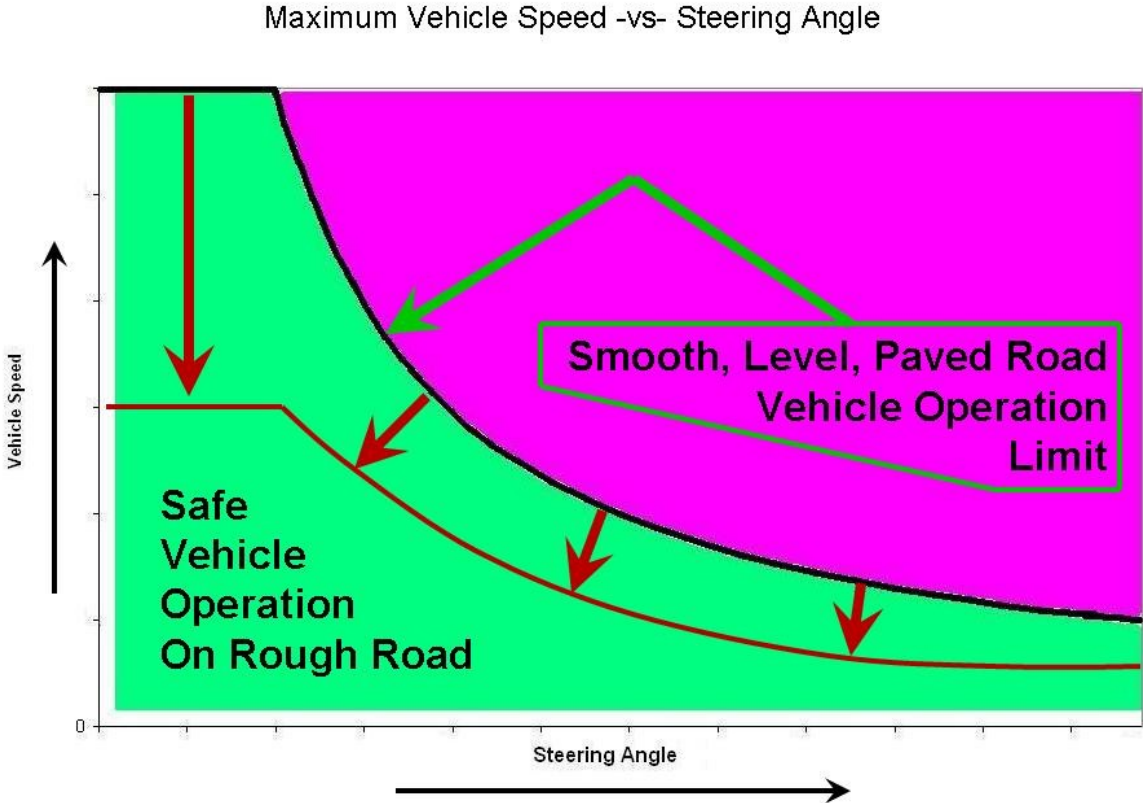 Maximum Vehicle Speed -vs- Steering Angle
Vehicle Speed
Smooth, Level, Paved Road
Vehicle Operation
Limit
Safe
Vehicle
Operation
On Rough Road
0
Steering Angle